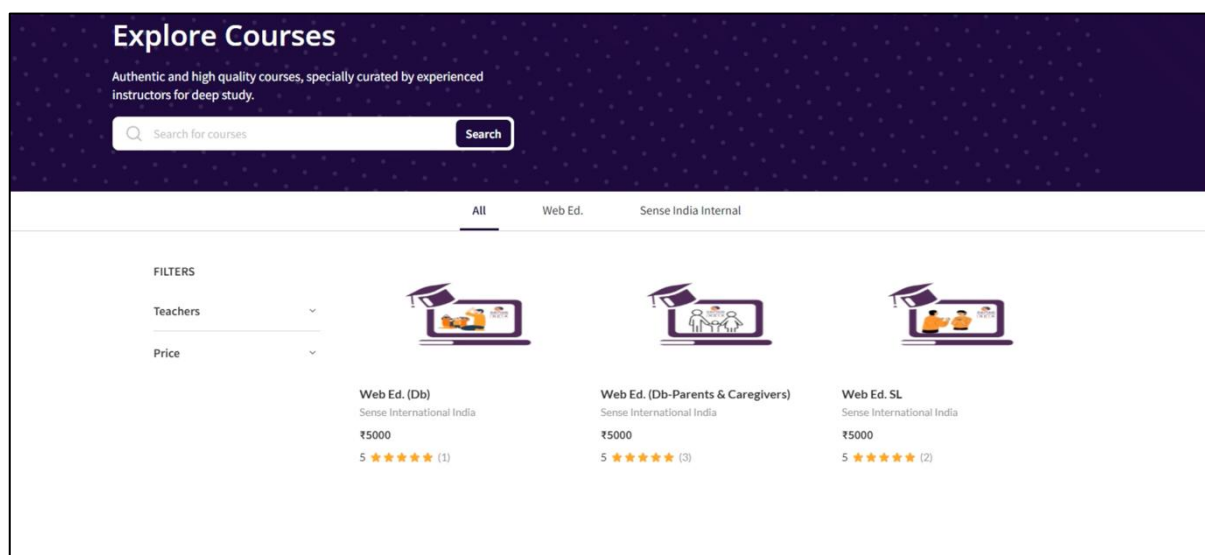 Explore Courses
Authentic and high quality courses, specially curated by experienced
instructors for deep study.
Search for courses
Search
All
Web Ed.
Sense India Internal
FILTERS
Teachers
Price
Web Ed. (Db)
Sense International India
₹5000
5 (1)
Web Ed. (Db-Parents & Caregivers)
Sense International India
₹5000
5 (3)
Web Ed. SL
Sense International India
₹5000
5 (2)